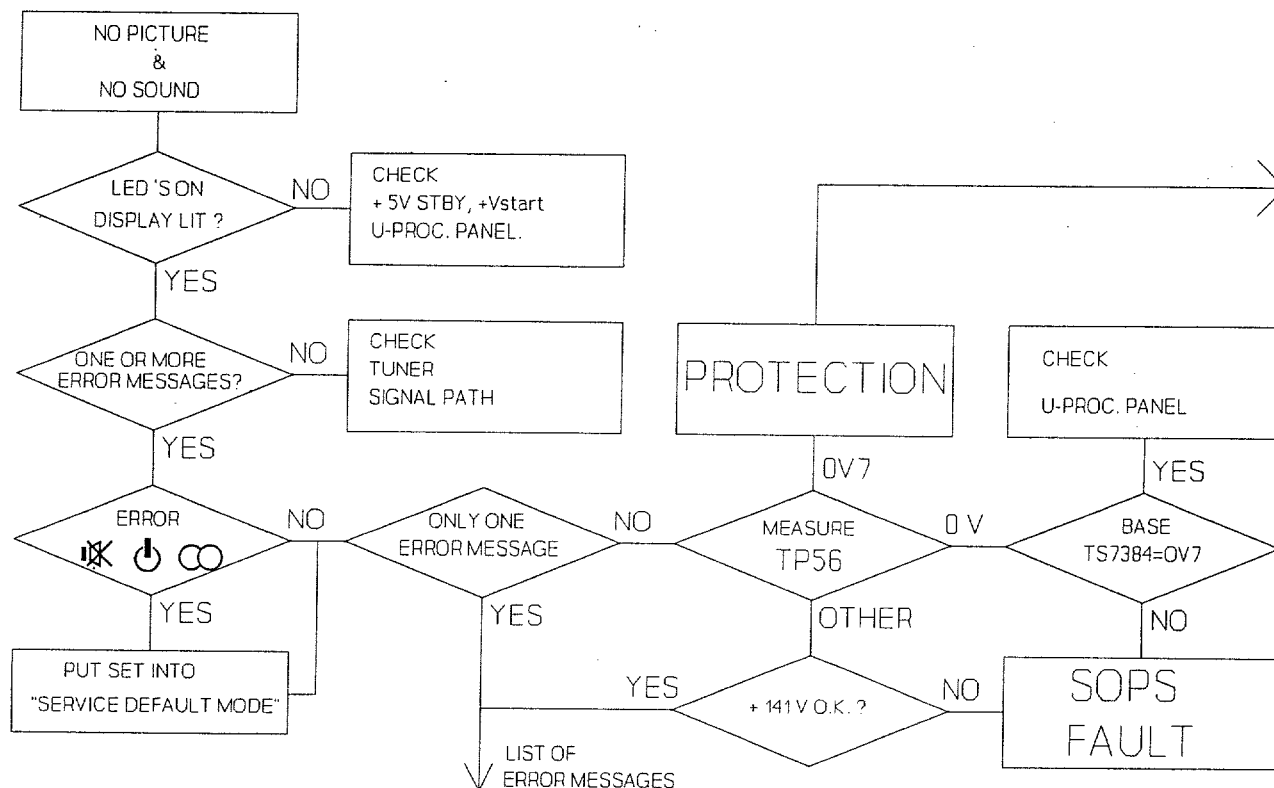 NO PICTURE
&
NO SOUND
LED'S ON
DISPLAY LIT ?
NO
CHECK
+ 5V STBY, +Vstart
U-PROC. PANEL.
YES
ONE OR MORE
ERROR MESSAGES?
NO
CHECK
TUNER
SIGNAL PATH
YES
ERROR
NO
YES
PUT SET INTO
"SERVICE DEFAULT MODE"
ONLY ONE
ERROR MESSAGE
NO
YES
LIST OF
ERROR MESSAGES
PROTECTION
0V7
MEASURE
TP56
0 V
OTHER
+ 141 V O.K. ?
YES
NO
CHECK
U-PROC. PANEL
YES
BASE
TS7384=0V7
NO
SOPS
FAULT